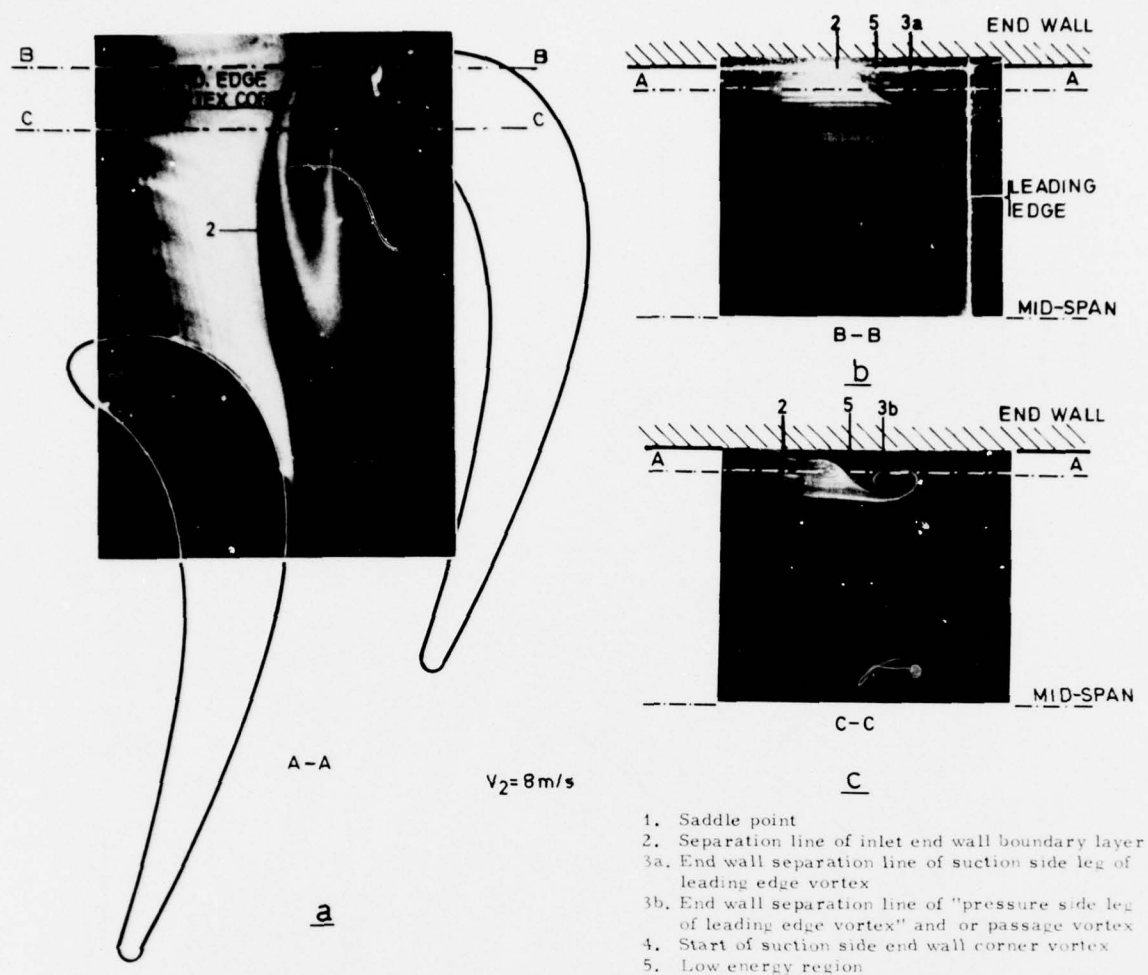 B
B
C
C
D. EDGE
TEX COR
2
A-A
V₂=8m/s
a
2 5 3a END WALL
A A
LEADING
EDGE
MID-SPAN
B-B
b
2 5 3b END WALL
A A
MID-SPAN
C-C
c
1. Saddle point
2. Separation line of inlet end wall boundary layer
3a. End wall separation line of suction side leg of
leading edge vortex
3b. End wall separation line of "pressure side leg
of leading edge vortex" and or passage vortex
4. Start of suction side end wall corner vortex
5. Low energy region